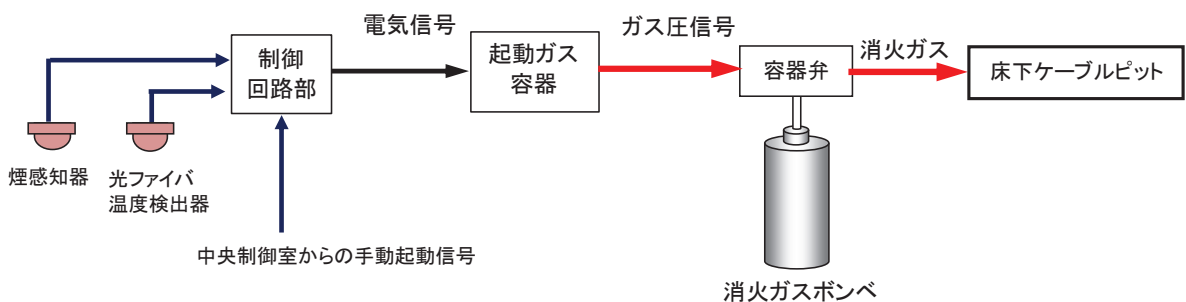 電気信号
ガス圧信号
消火ガス
制御
回路部
起動ガス
容器
容器弁
床下ケーブルピット
煙感知器
光ファイバ
温度検出器
中央制御室からの手動起動信号
消火ガスボンベ